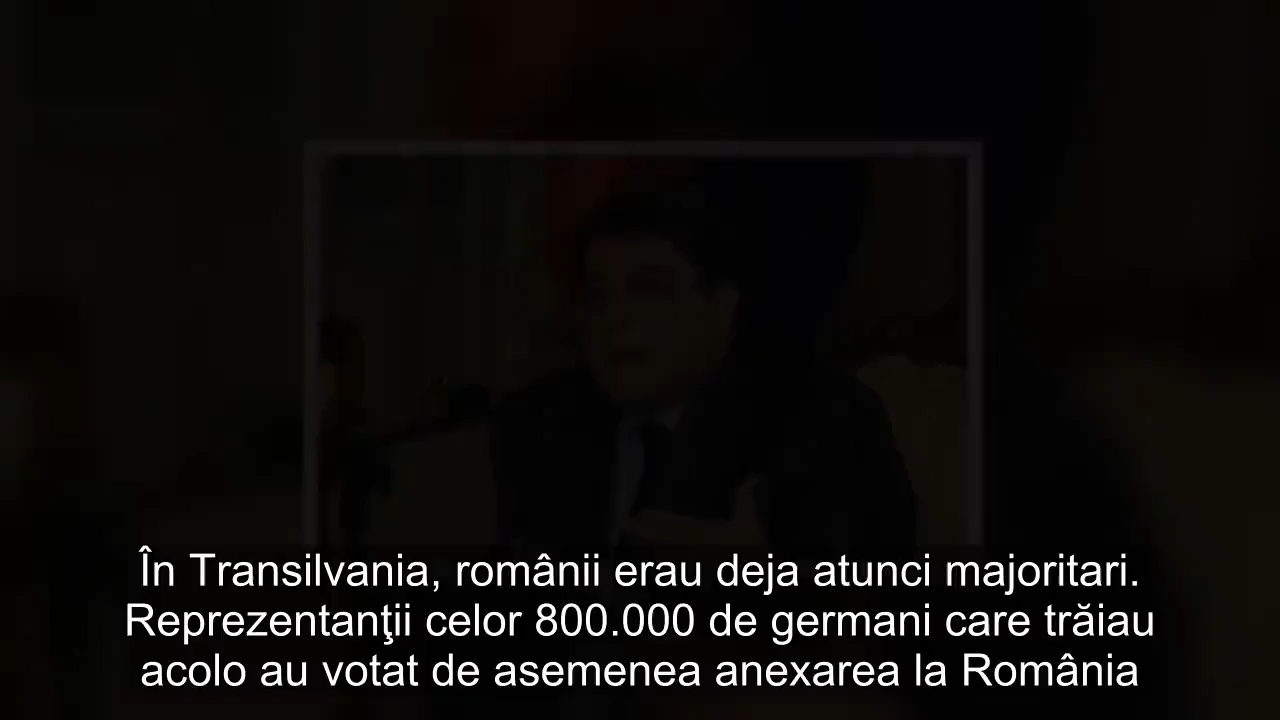 În Transilvania, românii erau deja atunci majoritari.
Reprezentanţii celor 800.000 de germani care trăiau
acolo au votat de asemenea anexarea la România